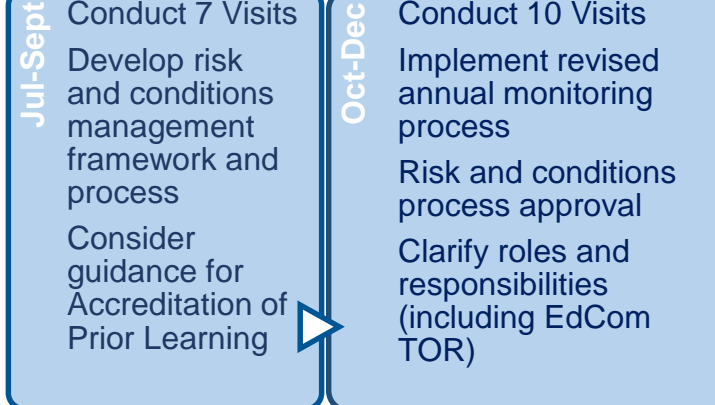 Jul-Sept
Conduct 7 Visits
Develop risk
and conditions
management
framework and
process
Consider
guidance for
Accreditation of
Prior Learning
Oct-Dec
Conduct 10 Visits
Implement revised
annual monitoring
process
Risk and conditions
process approval
Clarify roles and
responsibilities
(including EdCom
TOR)